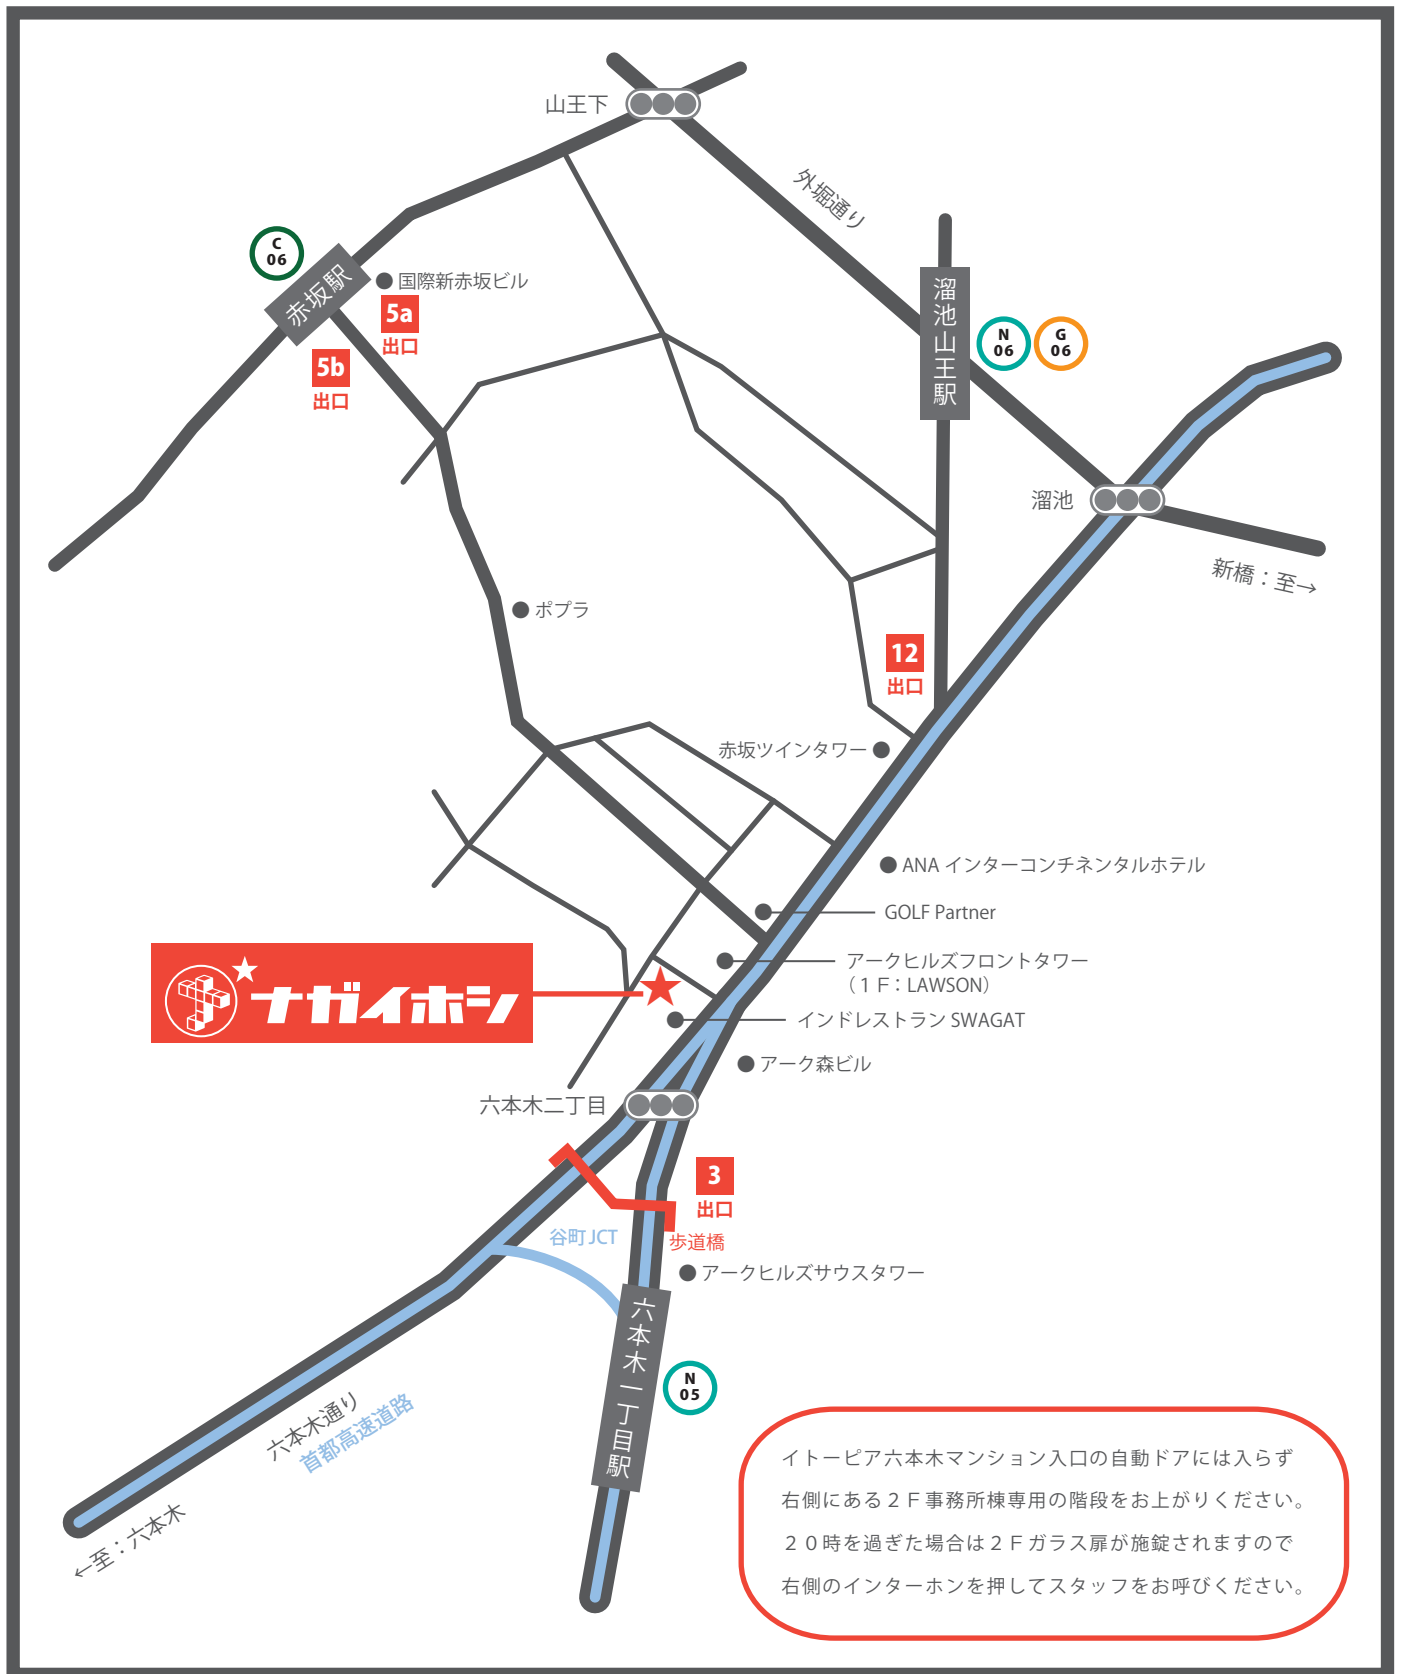 山王下
外堀通り
C
06
赤坂駅
国際新赤坂ビル
5a
出口
5b
出口
溜池山王駅
N
06
G
06
溜池
新橋：至→
ポプラ
12
出口
赤坂ツインタワー
ANA インターコンチネンタルホテル
GOLF Partner
アークヒルズフロントタワー
（１Ｆ：LAWSON）
ナガイホシ
インドレストラン SWAGAT
アーク森ビル
六本木二丁目
3
出口
谷町 JCT
歩道橋
アークヒルズサウスタワー
六本木一丁目駅
N
05
六本木通り
首都高速道路
←至：六本木
イトーピア六本木マンション入口の自動ドアには入らず
右側にある２Ｆ事務所棟専用の階段をお上がりください。
２０時を過ぎた場合は２Ｆガラス扉が施錠されますので
右側のインターホンを押してスタッフをお呼びください。